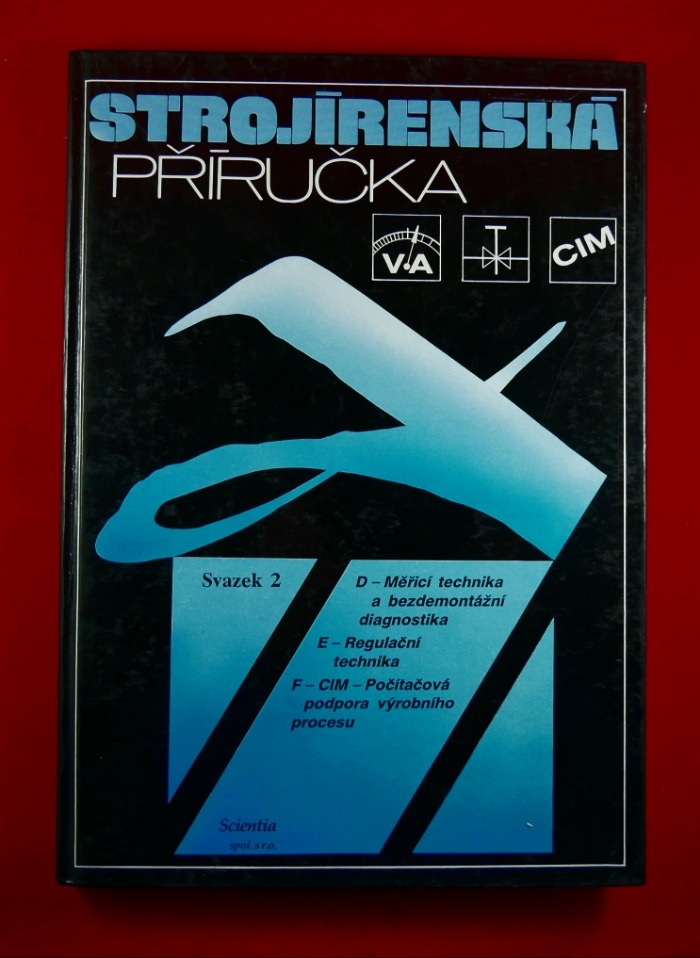 STROJÍRENSKÁ
PŘÍRUČKA
V•A
T
CIM
Svazek 2
D – Měřicí technika
a bezdemontážní
diagnostika
E – Regulační
technika
F – CIM – Počítačová
podpora výrobního
procesu
Scientia
spol. s r.o.